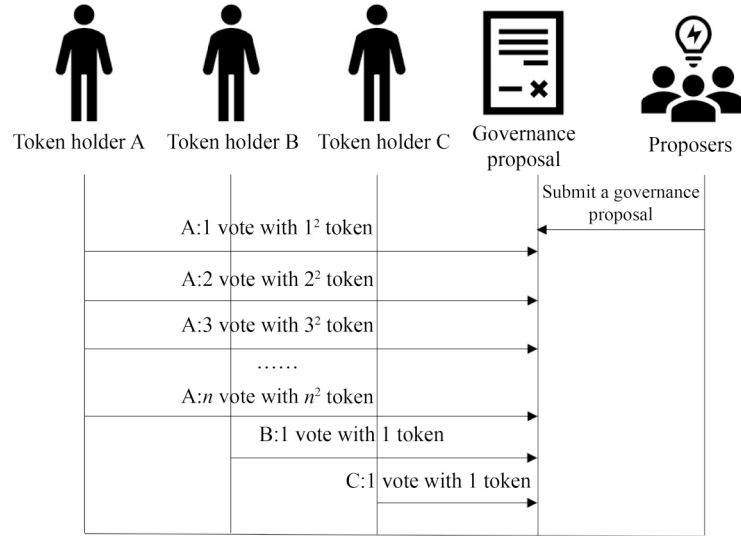 Token holder A
Token holder B
Token holder C
Governance
proposal
Proposers
Submit a governance
proposal
A:1 vote with 1² token
A:2 vote with 2² token
A:3 vote with 3² token
……
A:n vote with n² token
B:1 vote with 1 token
C:1 vote with 1 token